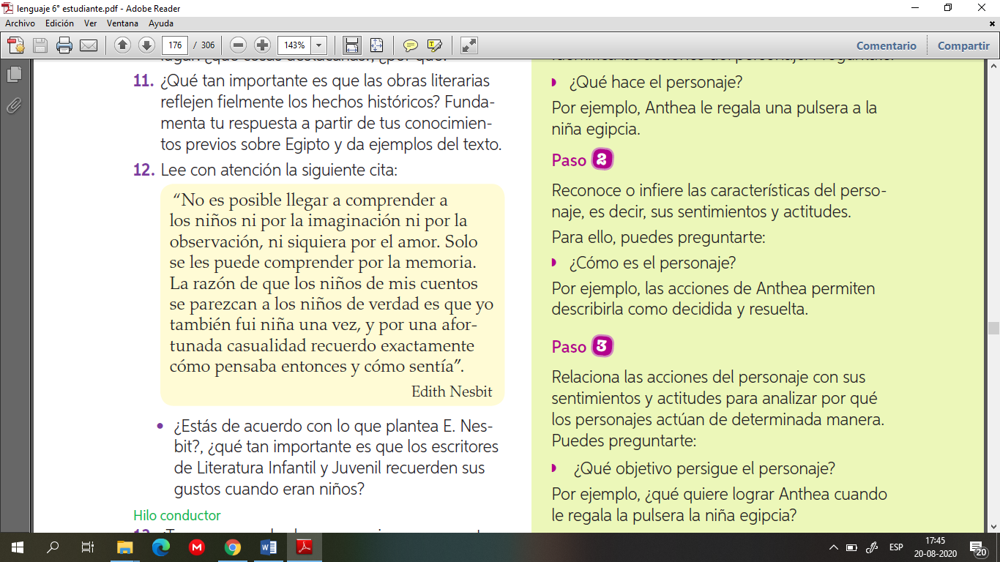 lenguaje 6° estudiante.pdf - Adobe Reader
Archivo Edición Ver Ventana Ayuda
176 / 306
143%
Comentario
Compartir
11. ¿Qué tan importante es que las obras literarias
reflejen fielmente los hechos históricos? Funda-
menta tu respuesta a partir de tus conocimien-
tos previos sobre Egipto y da ejemplos del texto.
12. Lee con atención la siguiente cita:
“No es posible llegar a comprender a
los niños ni por la imaginación ni por la
observación, ni siquiera por el amor. Solo
se les puede comprender por la memoria.
La razón de que los niños de mis cuentos
se parezcan a los niños de verdad es que yo
también fui niña una vez, y por una afor-
tunada casualidad recuerdo exactamente
cómo pensaba entonces y cómo sentía”.
Edith Nesbit
• ¿Estás de acuerdo con lo que plantea E. Nes-
bit?, ¿qué tan importante es que los escritores
de Literatura Infantil y Juvenil recuerden sus
gustos cuando eran niños?
Hilo conductor
¿Qué hace el personaje?
Por ejemplo, Anthea le regala una pulsera a la
niña egipcia.
Paso 2
Reconoce o infiere las características del perso-
naje, es decir, sus sentimientos y actitudes.
Para ello, puedes preguntarte:
¿Cómo es el personaje?
Por ejemplo, las acciones de Anthea permiten
describirla como decidida y resuelta.
Paso 3
Relaciona las acciones del personaje con sus
sentimientos y actitudes para analizar por qué
los personajes actúan de determinada manera.
Puedes preguntarte:
¿Qué objetivo persigue el personaje?
Por ejemplo, ¿qué quiere lograr Anthea cuando
le regala la pulsera la niña egipcia?
ESP
17:45
20-08-2020
20